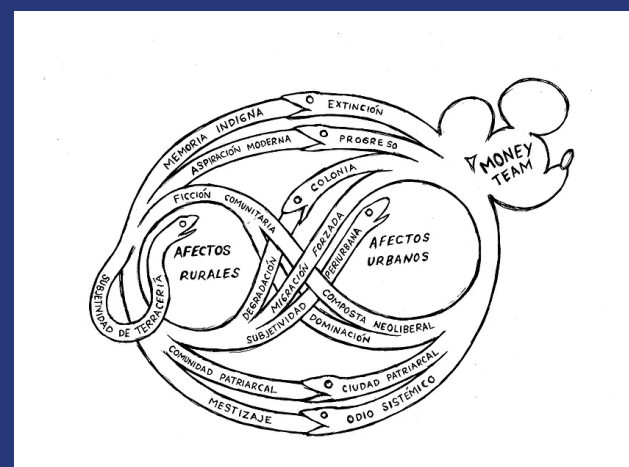 MEMORIA INDIGNA
EXTINCIÓN
ASPIRACIÓN MODERNA
PROGRESO
MONEY
TEAM
COLONIA
FICCIÓN COMUNITARIA
AFECTOS
RURALES
AFECTOS
URBANOS
SUBJETIVIDAD DE TERRACERÍA
DEGRADACIÓN
MIGRACIÓN FORZADA
SUBJETIVIDAD PERIURBANA
COMPOSTA NEOLIBERAL
DOMINACIÓN
COMUNIDAD PATRIARCAL
CIUDAD PATRIARCAL
MESTIZAJE
ODIO SISTÉMICO